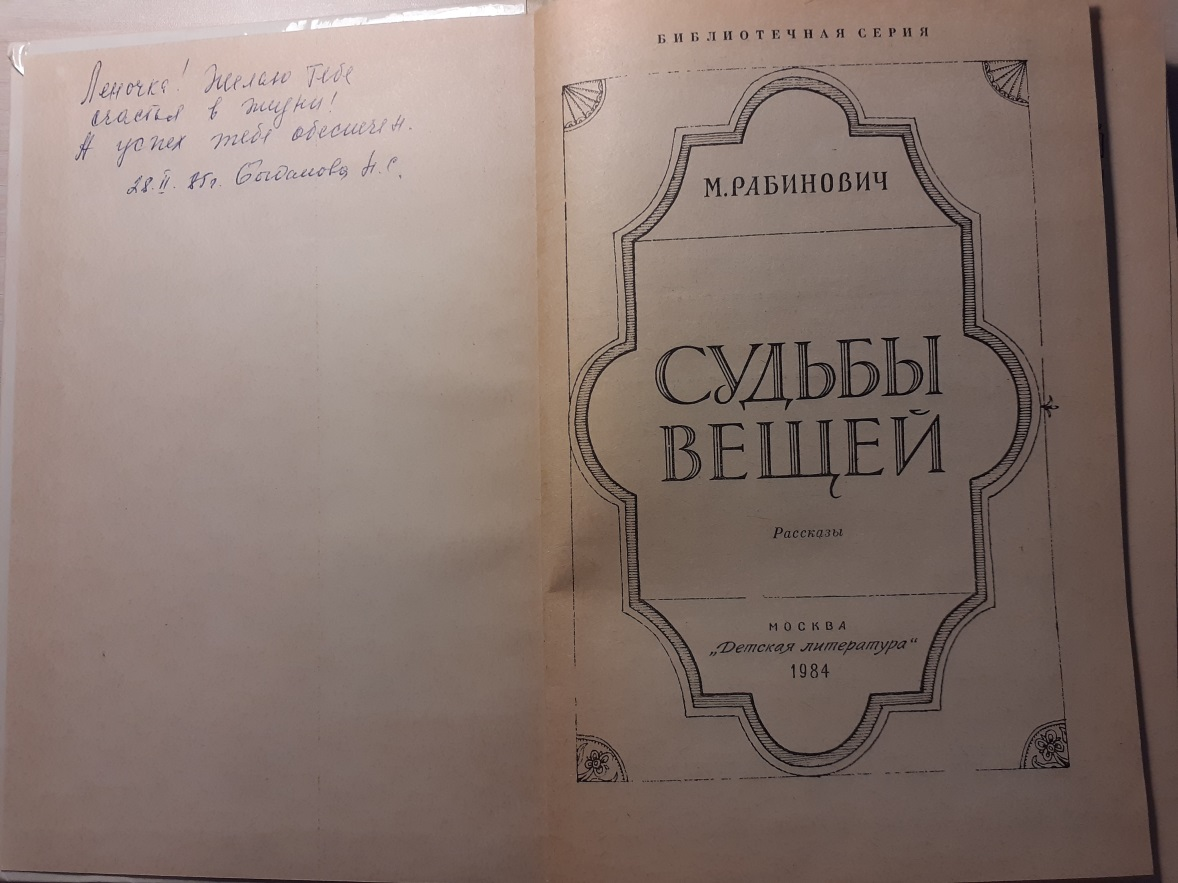 Леночка! Желаю тебе
счастья в жизни!
А успех тебе обеспечен.
28.II.85г. Богданова Н.С.
БИБЛИОТЕЧНАЯ СЕРИЯ
М.РАБИНОВИЧ
СУДЬБЫ
ВЕЩЕЙ
Рассказы
МОСКВА
„Детская литература“
1984